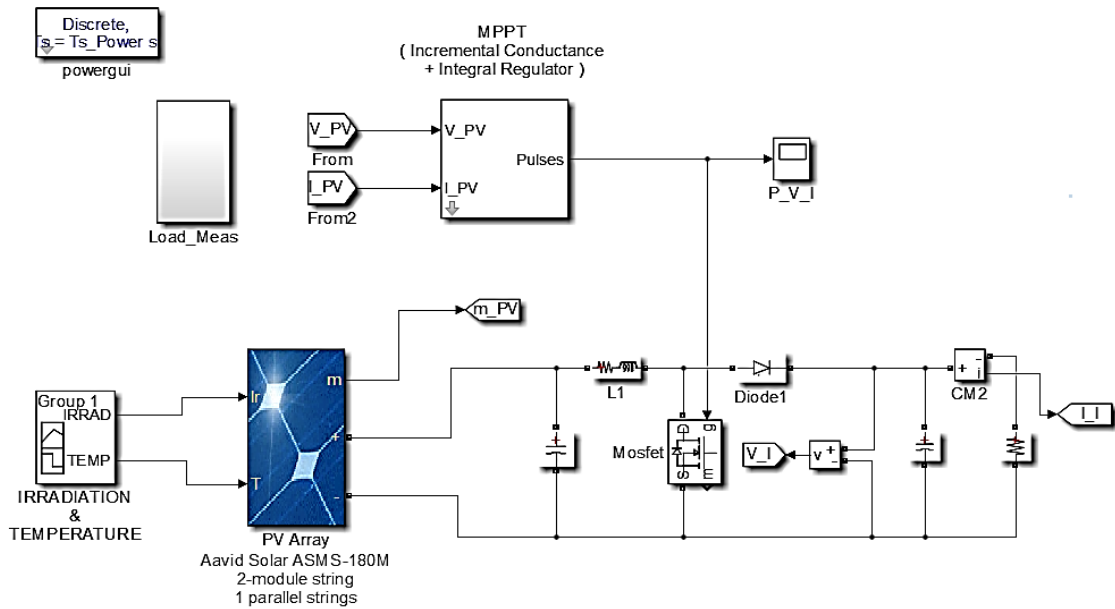 Discrete,
Ts = Ts_Power s
powergui
MPPT
( Incremental Conductance
+ Integral Regulator )
V_PV
From
I_PV
From2
V_PV
I_PV
Pulses
P_V_I
Load_Meas
m_PV
Group 1
IRRAD
TEMP
IRRADIATION
&
TEMPERATURE
Ir
T
m
+
-
PV Array
Aavid Solar ASMS-180M
2-module string
1 parallel strings
L1
Diode1
Mosfet
g
D
S
m
V_I
v
+
-
+
-
i
CM2
I_I